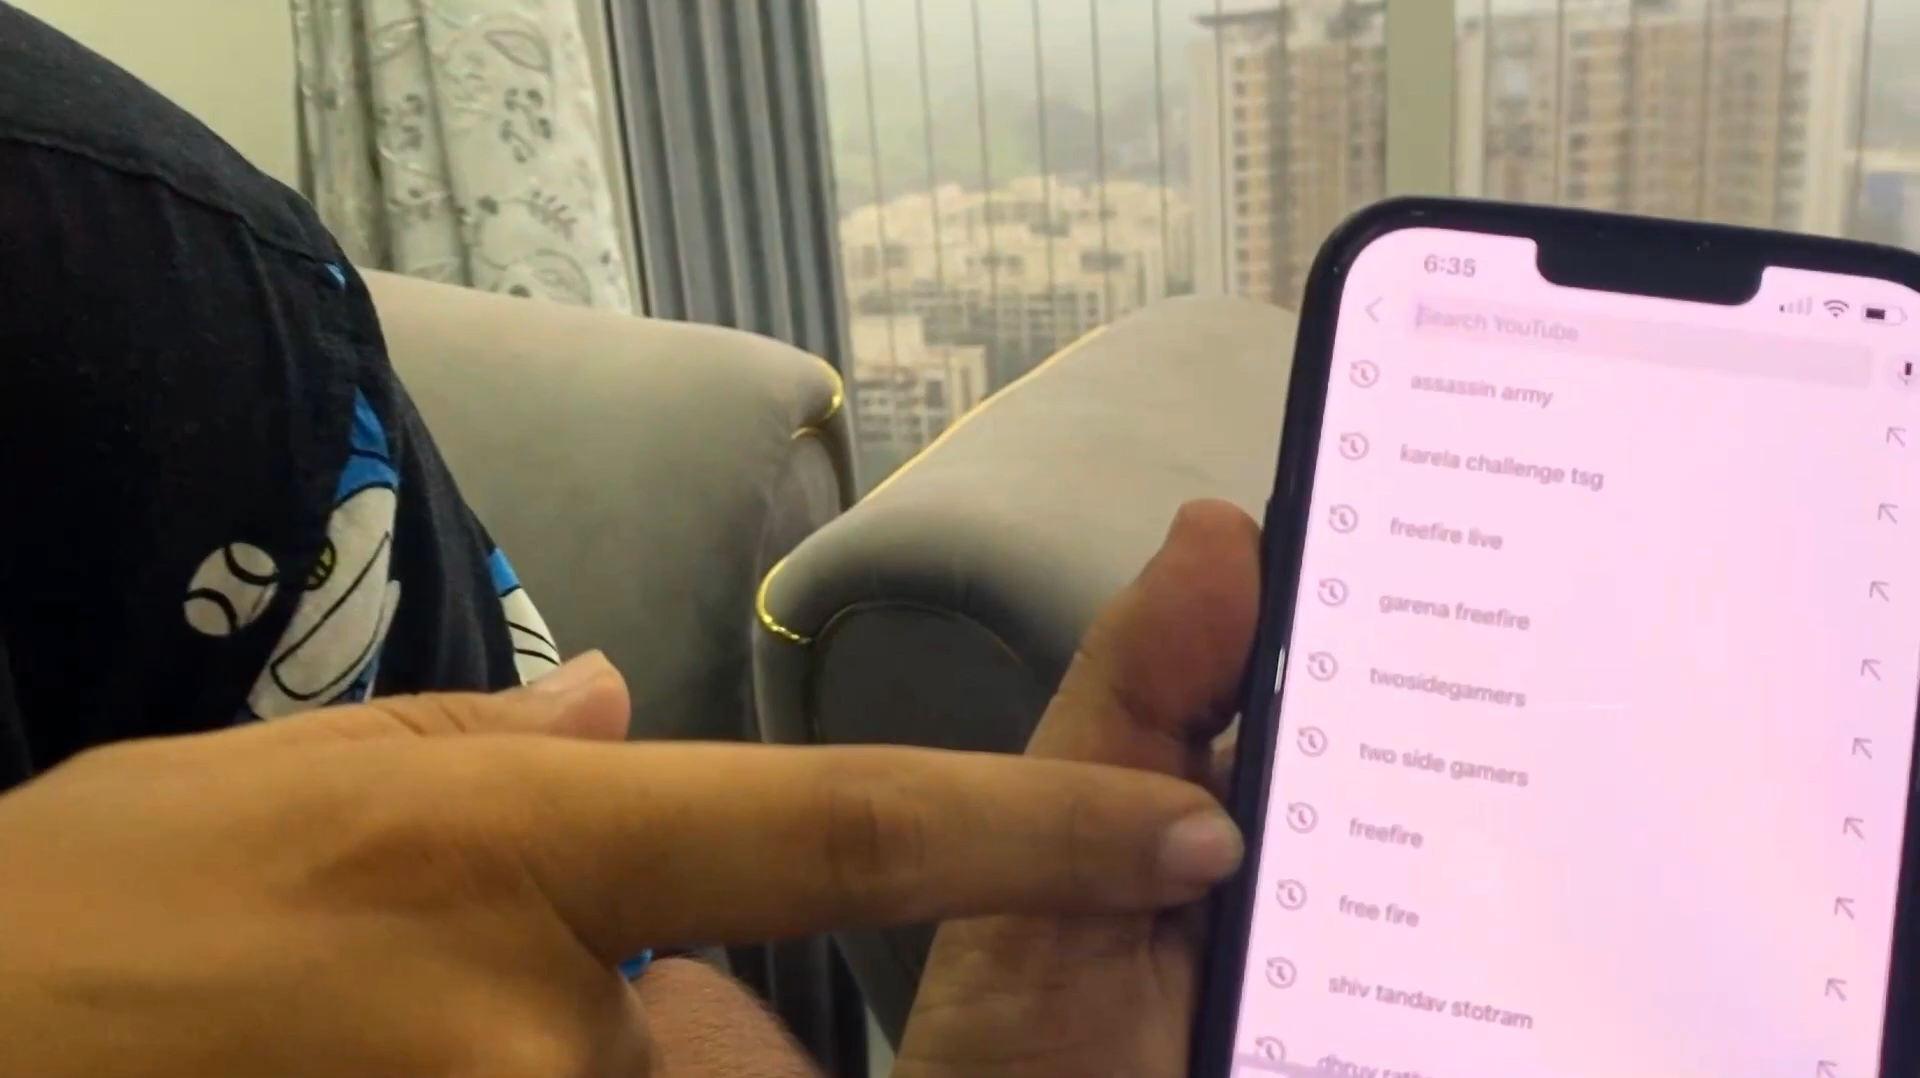 6:35
Search YouTube
assassin army
karela challenge tsg
freefire live
garena freefire
twosidegamers
two side gamers
freefire
free fire
shiv tandav stotram
dhruv